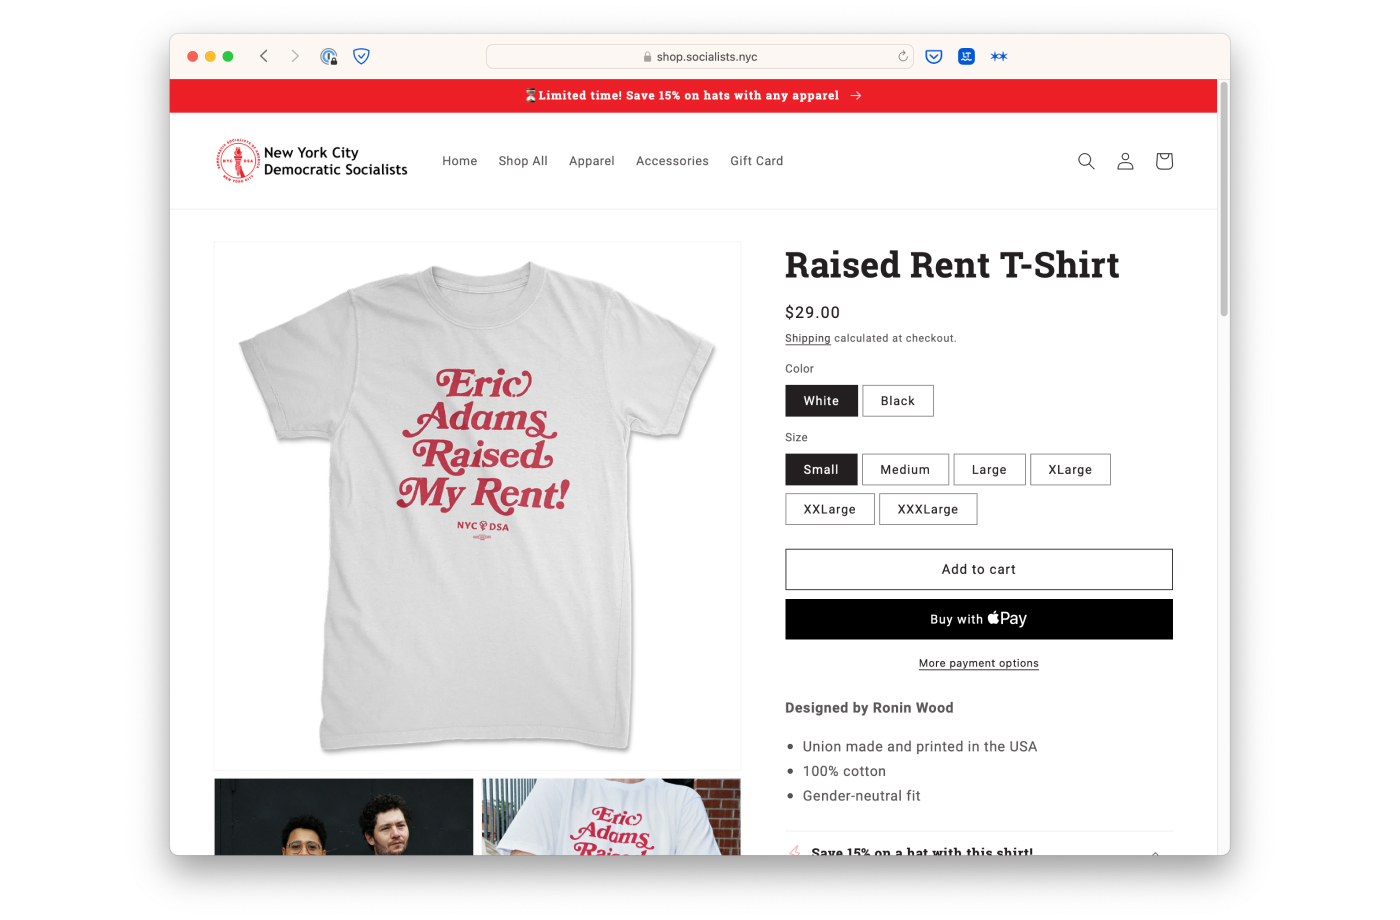 shop.socialists.nyc
⌛Limited time! Save 15% on hats with any apparel →
New York City
Democratic Socialists
NYC DSA
Home
Shop All
Apparel
Accessories
Gift Card
Eric
Adams
Raised
My Rent!
NYC DSA
Raised Rent T-Shirt
$29.00
Shipping calculated at checkout.
Color
White
Black
Size
Small
Medium
Large
XLarge
XXLarge
XXXLarge
Add to cart
Buy with Pay
More payment options
Designed by Ronin Wood
• Union made and printed in the USA
• 100% cotton
• Gender-neutral fit
Eric
Adams
Raised
Save 15% on a hat with this shirt!